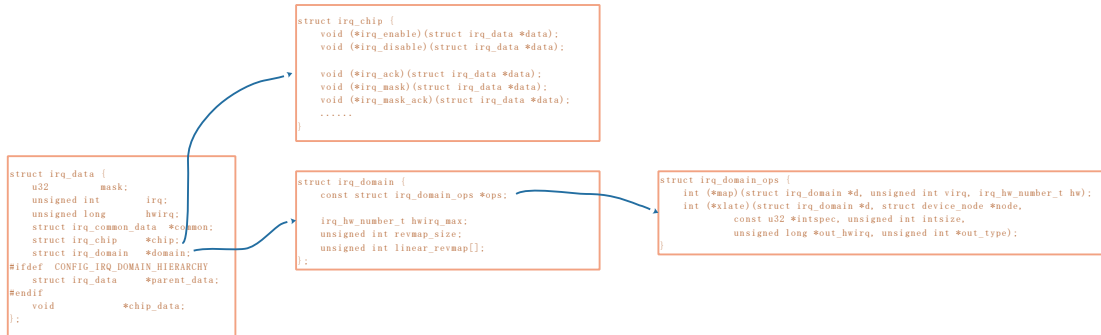 struct irq_chip {
    void (*irq_enable)(struct irq_data *data);
    void (*irq_disable)(struct irq_data *data);
    void (*irq_ack)(struct irq_data *data);
    void (*irq_mask)(struct irq_data *data);
    void (*irq_mask_ack)(struct irq_data *data);
    ......
}
struct irq_data {
    u32 mask;
    unsigned int irq;
    unsigned long hwirq;
    struct irq_common_data *common;
    struct irq_chip *chip;
    struct irq_domain *domain;
#ifdef CONFIG_IRQ_DOMAIN_HIERARCHY
    struct irq_data *parent_data;
#endif
    void *chip_data;
};
struct irq_domain {
    const struct irq_domain_ops *ops;
    irq_hw_number_t hwirq_max;
    unsigned int revmap_size;
    unsigned int linear_revmap[];
};
struct irq_domain_ops {
    int (*map)(struct irq_domain *d, unsigned int virq, irq_hw_number_t hw);
    int (*xlate)(struct irq_domain *d, struct device_node *node,
        const u32 *intspec, unsigned int intsize,
        unsigned long *out_hwirq, unsigned int *out_type);
}